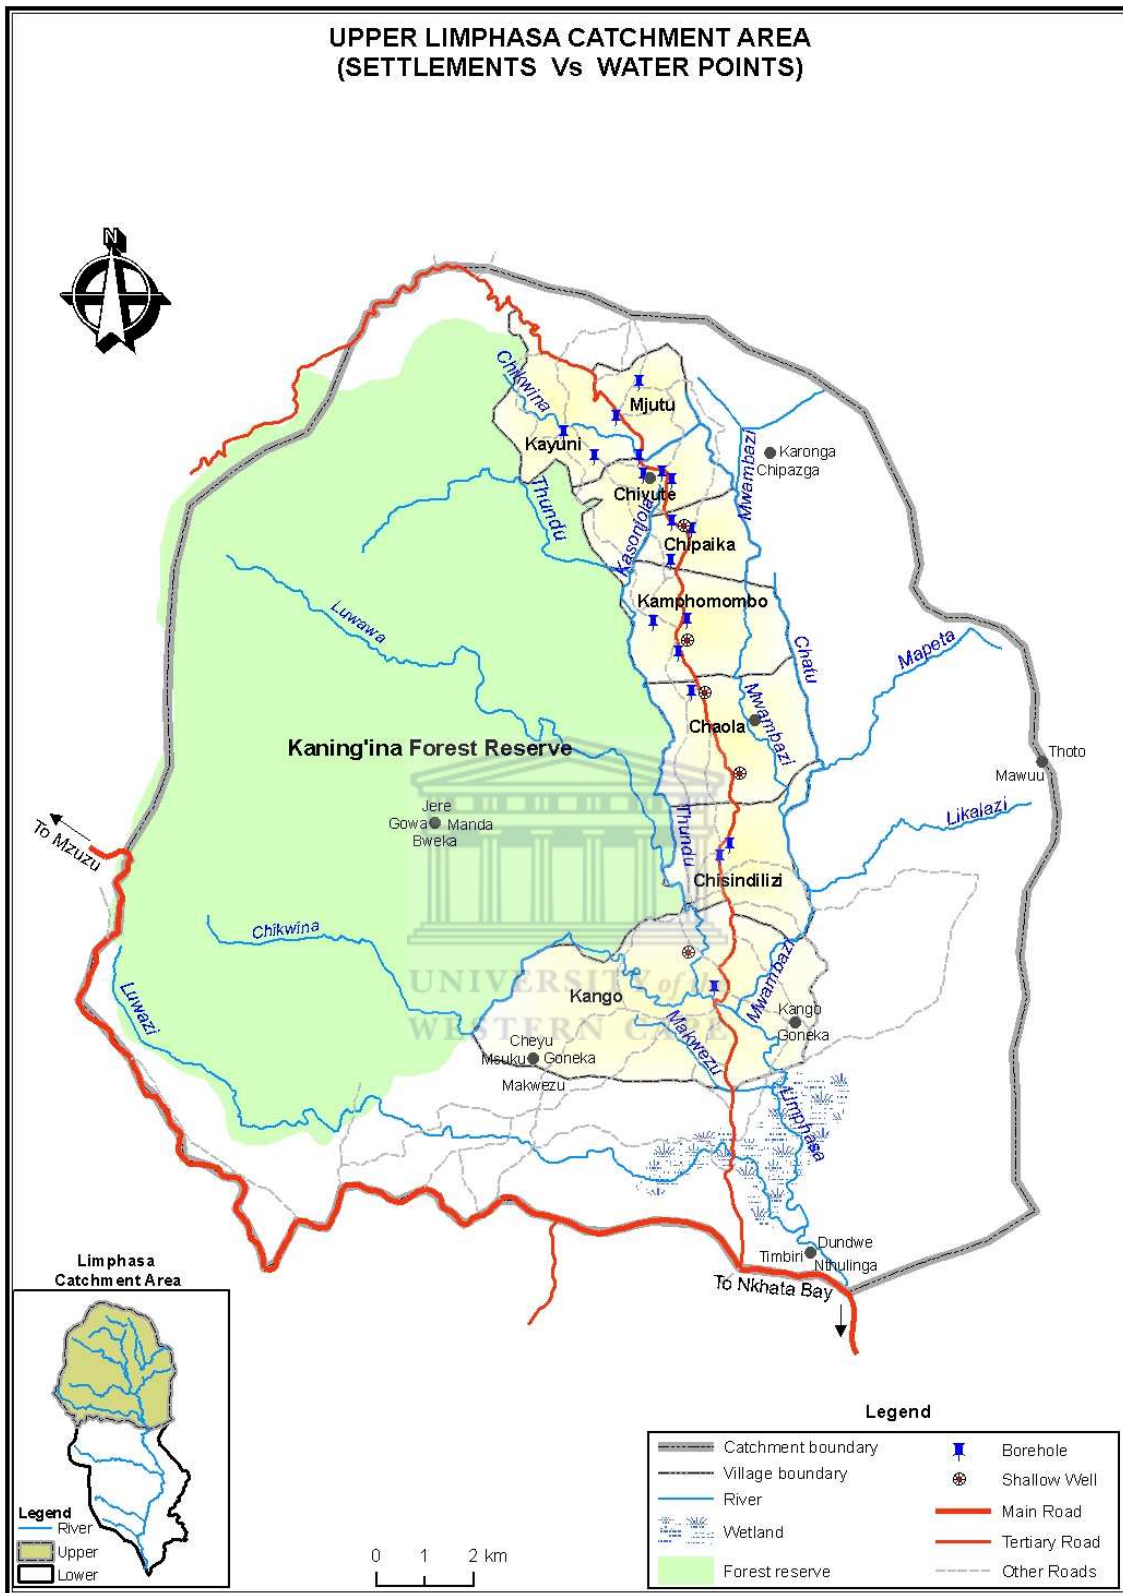 UPPER LIMPHASA CATCHMENT AREA
(SETTLEMENTS Vs WATER POINTS)
N
Chikwina
Mjutu
Kayuni
Mwambazi
Karonga
Chipazga
Thundu
Chivute
Kasonjola
Chipaika
Kamphomombo
Luwawa
Chafu
Mapeta
Mwambazi
Chaola
Kaning'ina Forest Reserve
Thoto
Mawuu
Jere
Gowa Manda
Bweka
Likalazi
To Mzuzu
Thundu
Chisindilizi
Chikwina
Mwambazi
UNIVERSITY of the
WESTERN CAPE
Kango
Luwazi
Kango
Goneka
Makwezu
Cheyu
Msuku Goneka
Makwezu
Limphasa
Dundwe
Timbiri Nthulinga
To Nkhata Bay
Limphasa
Catchment Area
Legend
River
Upper
Lower
0 1 2 km
Legend
Catchment boundary
Village boundary
River
Wetland
Forest reserve
Borehole
Shallow Well
Main Road
Tertiary Road
Other Roads